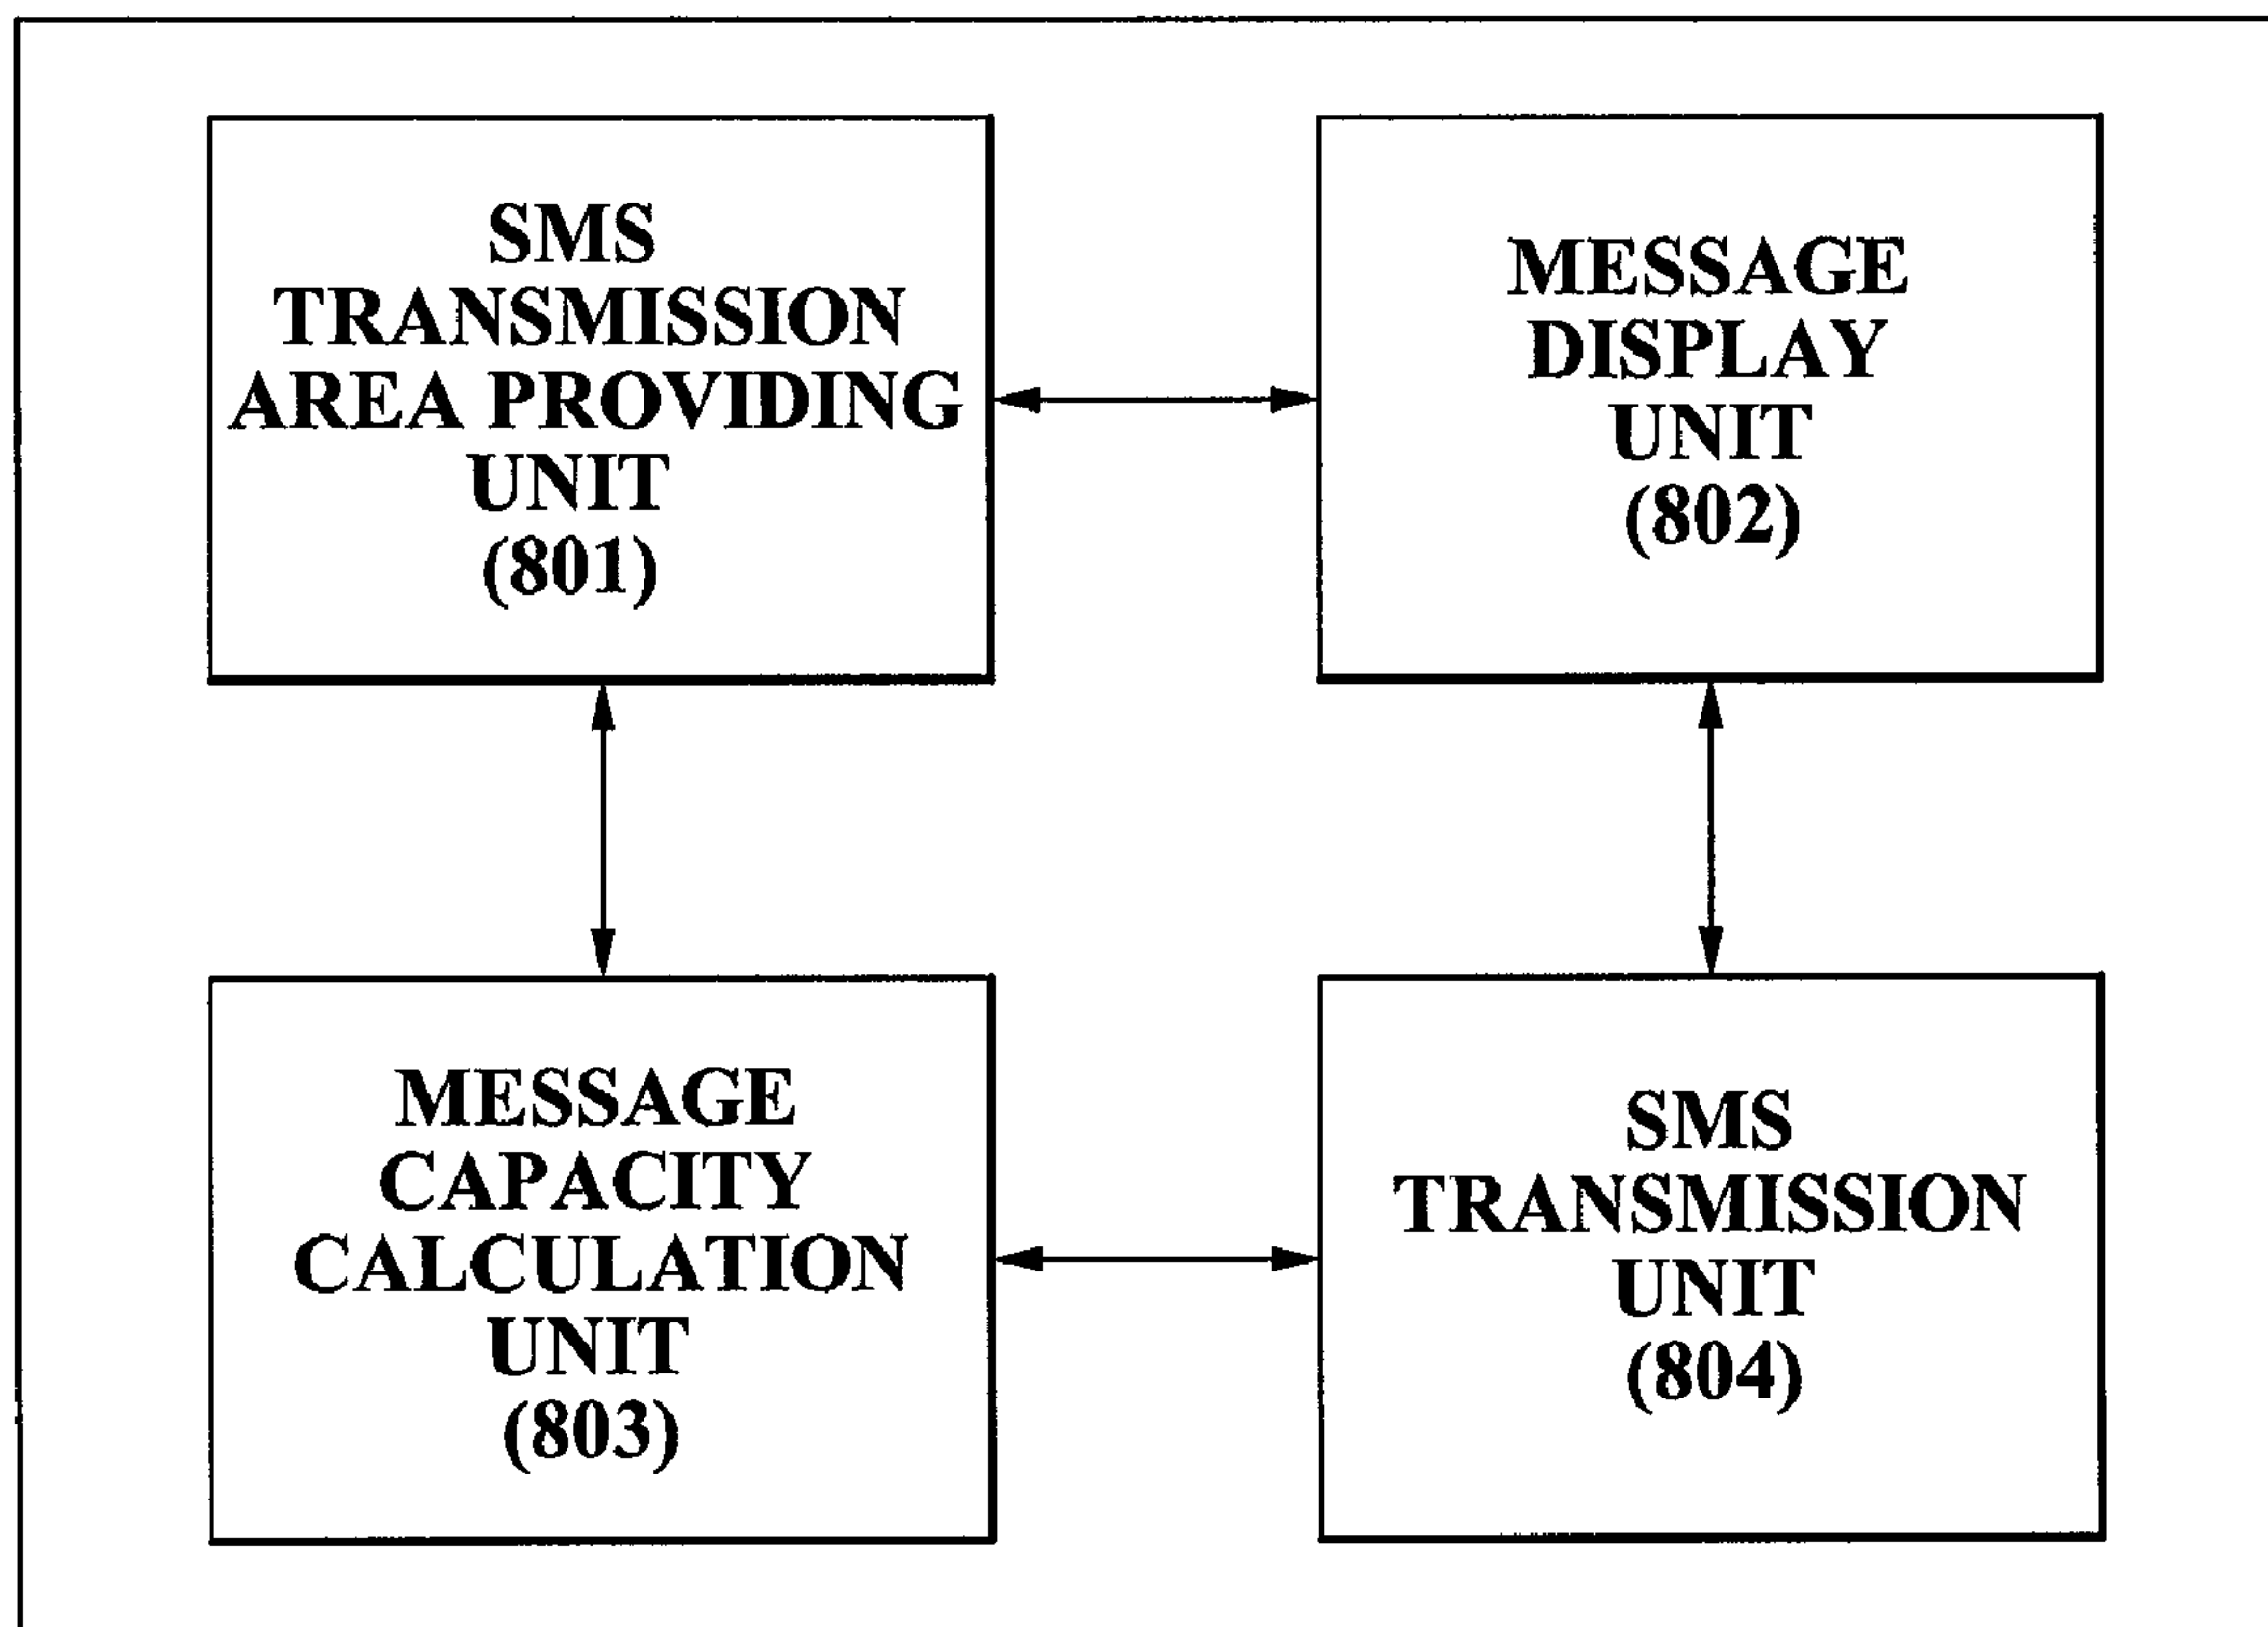 SMS
TRANSMISSION
AREA PROVIDING
UNIT
(801)
MESSAGE
DISPLAY
UNIT
(802)
MESSAGE
CAPACITY
CALCULATION
UNIT
(803)
SMS
TRANSMISSION
UNIT
(804)